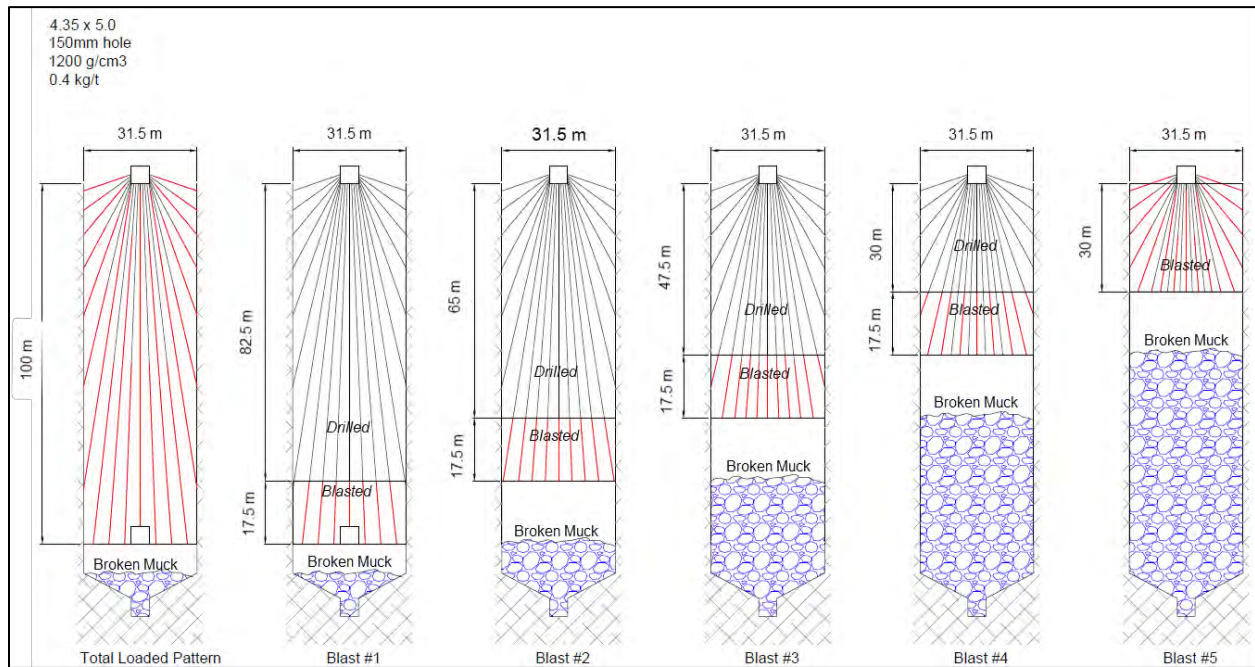 4.35 x 5.0
150mm hole
1200 g/cm3
0.4 kg/t
31.5 m
100 m
Broken Muck
Total Loaded Pattern
31.5 m
82.5 m
Drilled
17.5 m
Blasted
Broken Muck
Blast #1
31.5 m
65 m
Drilled
17.5 m
Blasted
Broken Muck
Blast #2
31.5 m
47.5 m
Drilled
17.5 m
Blasted
Broken Muck
Blast #3
31.5 m
30 m
Drilled
17.5 m
Blasted
Broken Muck
Blast #4
31.5 m
30 m
Blasted
Broken Muck
Blast #5